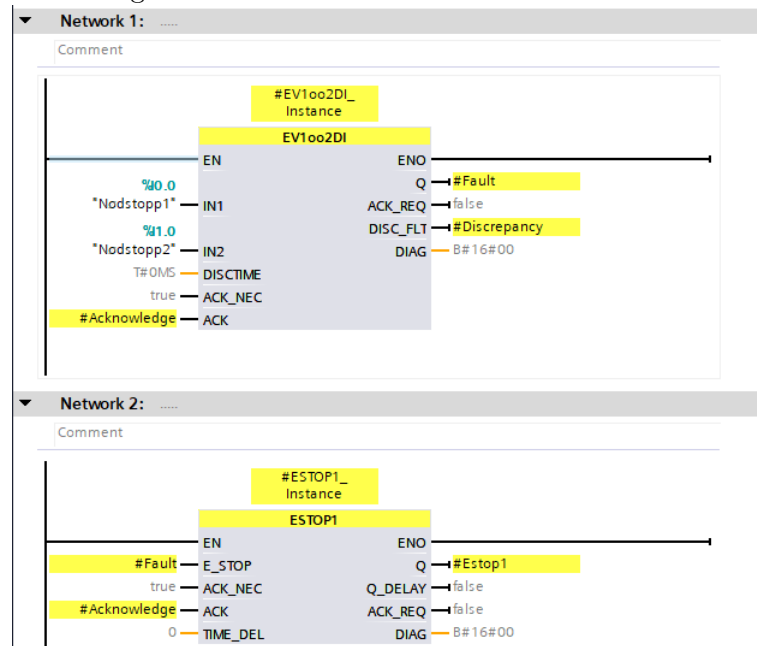 Network 1: .....
Comment
#EV1oo2DI_
Instance
EV1oo2DI
EN ENO
%I0.0
"Nødstopp1" IN1
Q #Fault
ACK_REQ false
%I1.0
"Nødstopp2" IN2
DISC_FLT #Discrepancy
DIAG B#16#00
T#0MS DISCTIME
true ACK_NEC
#Acknowledge ACK
Network 2: .....
Comment
#ESTOP1_
Instance
ESTOP1
EN ENO
#Fault E_STOP Q #Estop1
true ACK_NEC Q_DELAY false
#Acknowledge ACK ACK_REQ false
0 TIME_DEL DIAG B#16#00